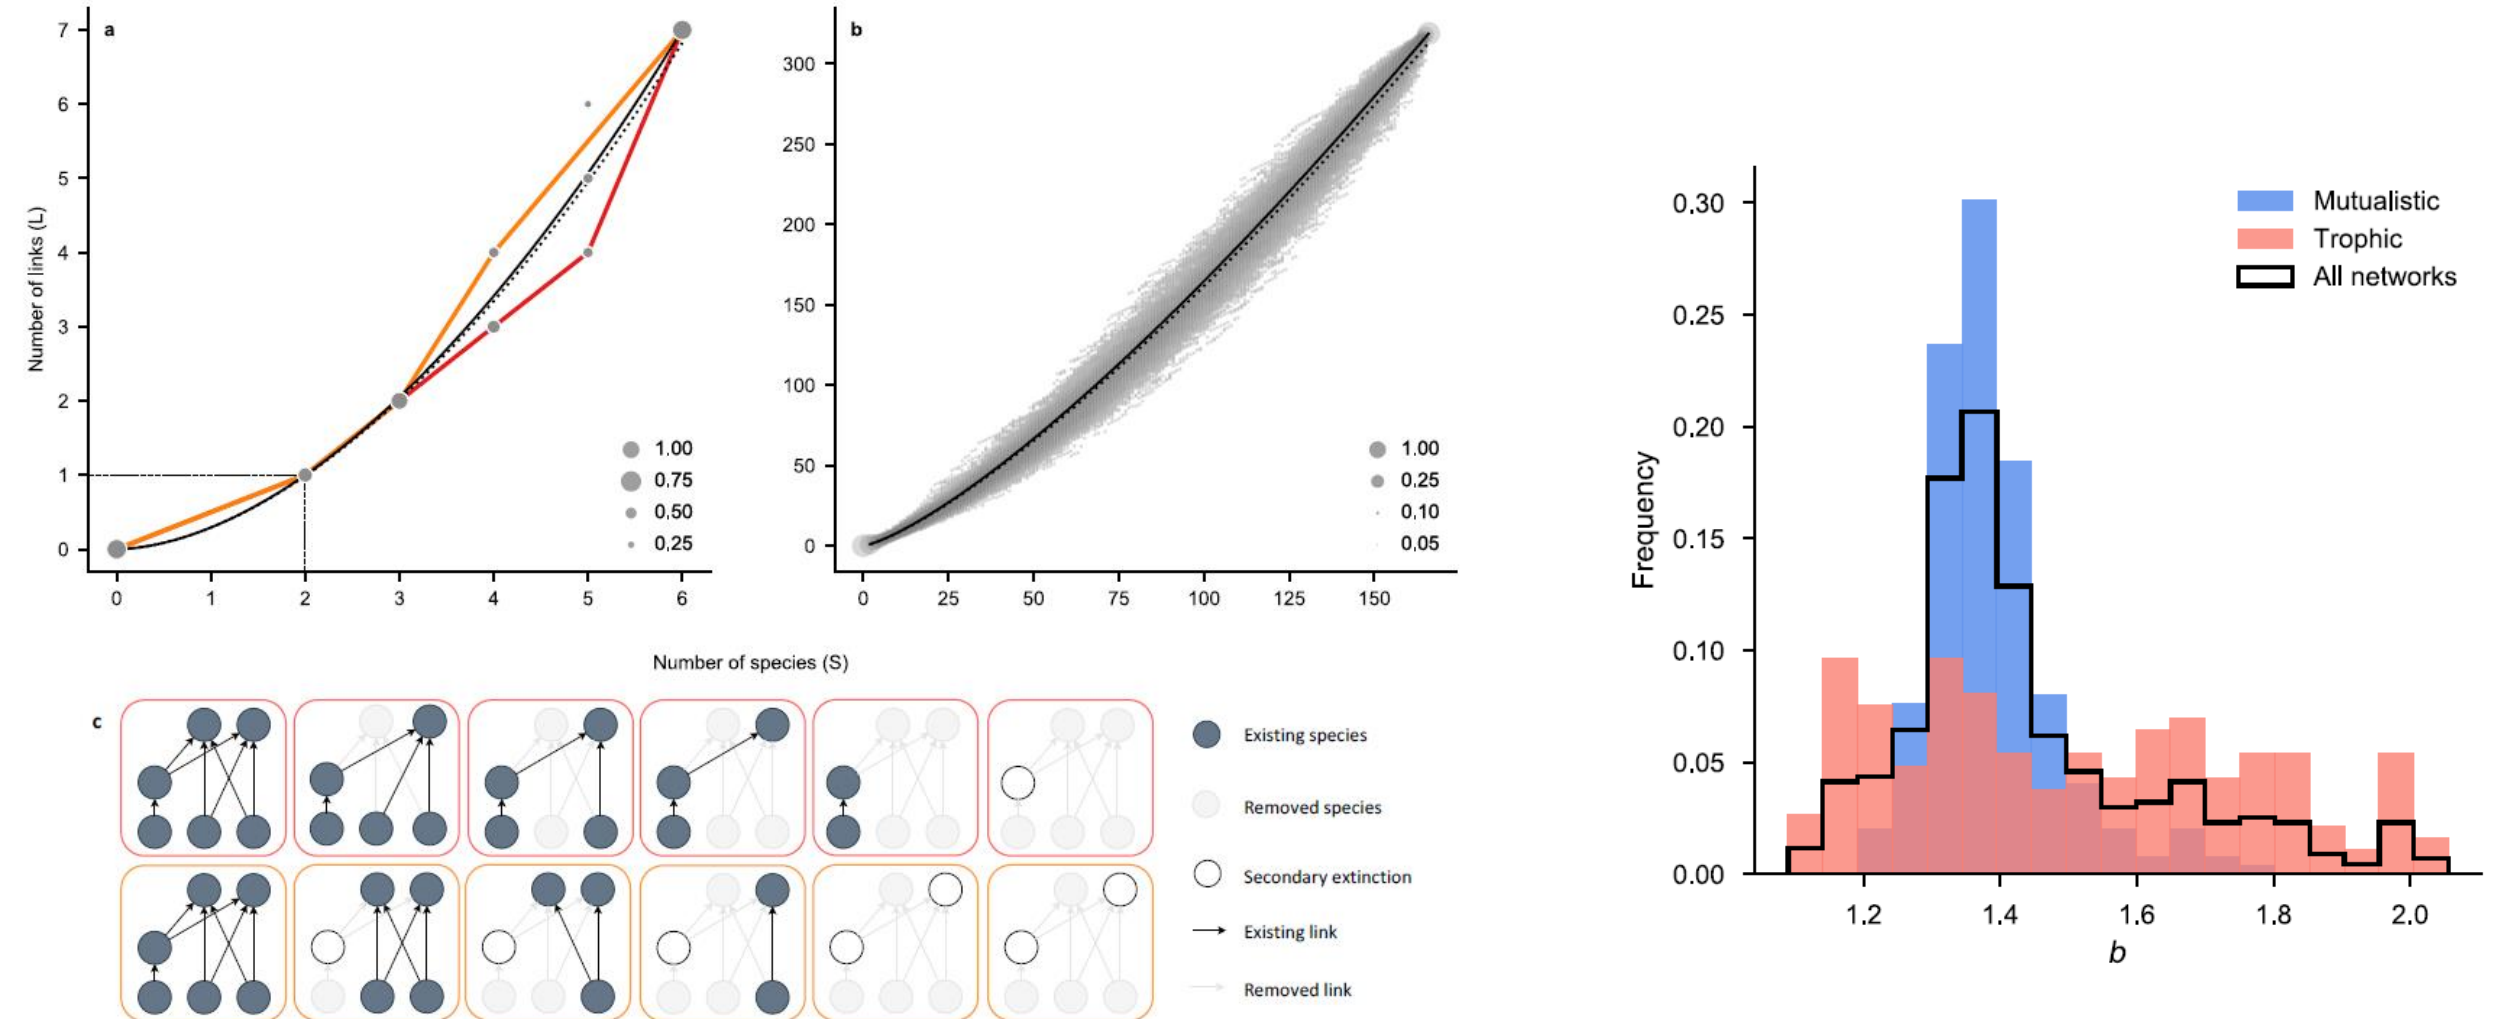 a
Number of links (L)
7
6
5
4
3
2
1
0
0 1 2 3 4 5 6
1.00
0.75
0.50
0.25
b
300
250
200
150
100
50
0
0 25 50 75 100 125 150
1.00
0.25
0.10
0.05
Number of species (S)
c
Existing species
Removed species
Secondary extinction
Existing link
Removed link
Frequency
0.30
0.25
0.20
0.15
0.10
0.05
0.00
1.2 1.4 1.6 1.8 2.0
b
Mutualistic
Trophic
All networks